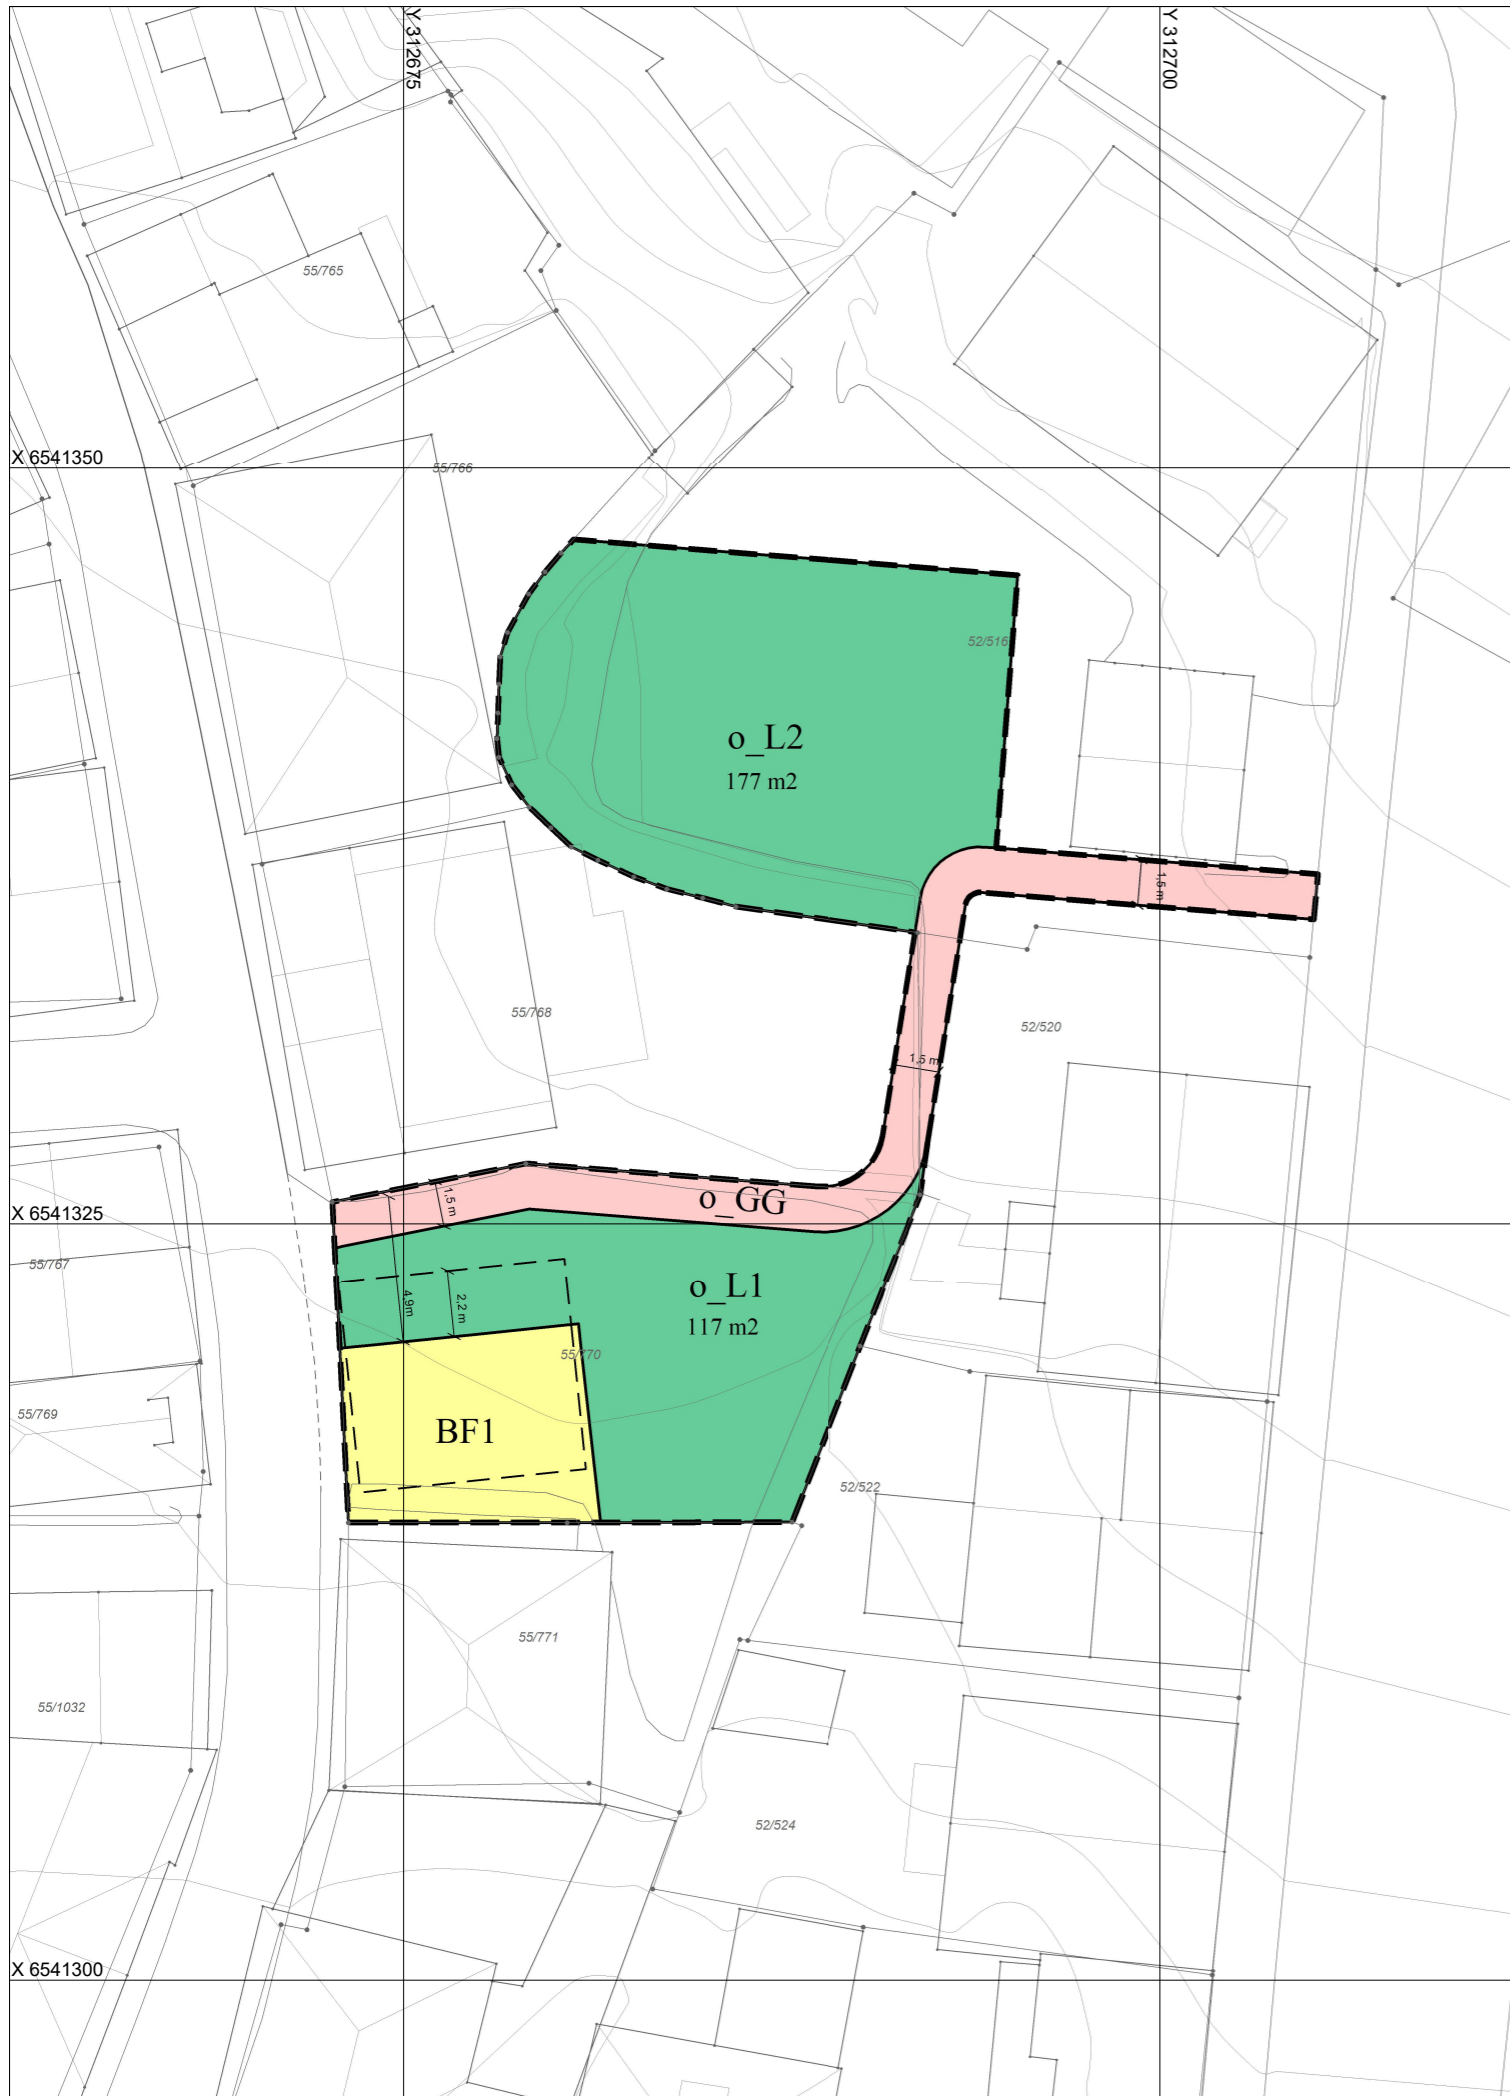 Y 312675
Y 312700
55/765
X 6541350
55/766
52/516
o_L2
177 m2
1,5 m
55/768
52/520
1,5 m
o_GG
1,5 m
X 6541325
55/767
o_L1
4,9m
2,2 m
117 m2
55/770
55/769
BF1
52/522
55/771
55/1032
52/524
X 6541300